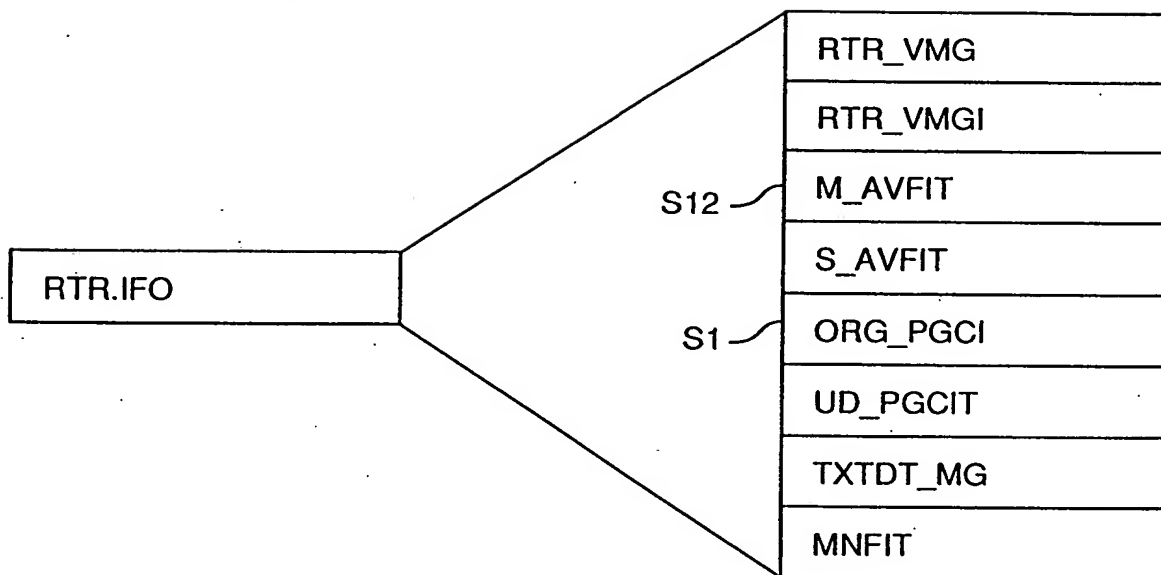 RTR.IFO
RTR_VMG
RTR_VMGI
S12
M_AVFIT
S_AVFIT
S1
ORG_PGCI
UD_PGCIT
TXTDT_MG
MNFIT